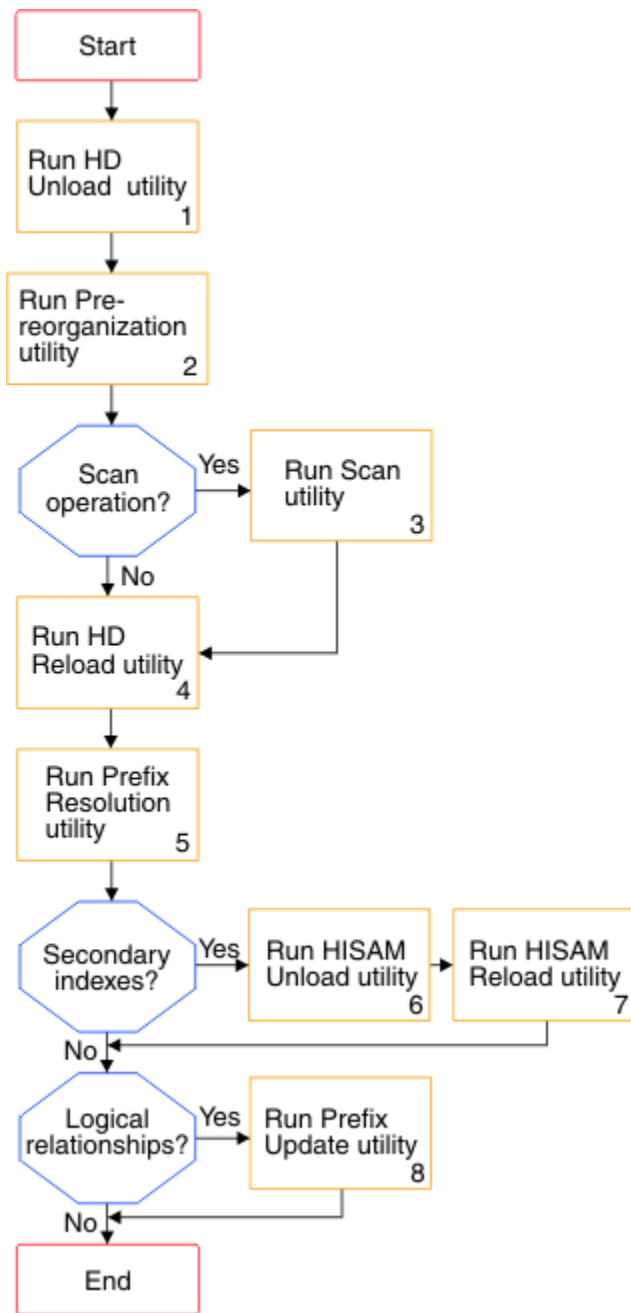 Start
Run HD
Unload utility
1
Run Pre-
reorganization
utility
2
Scan
operation?
Yes
Run Scan
utility
3
No
Run HD
Reload utility
4
Run Prefix
Resolution
utility
5
Secondary
indexes?
Yes
Run HISAM
Unload utility
6
Run HISAM
Reload utility
7
No
Logical
relationships?
Yes
Run Prefix
Update utility
8
No
End